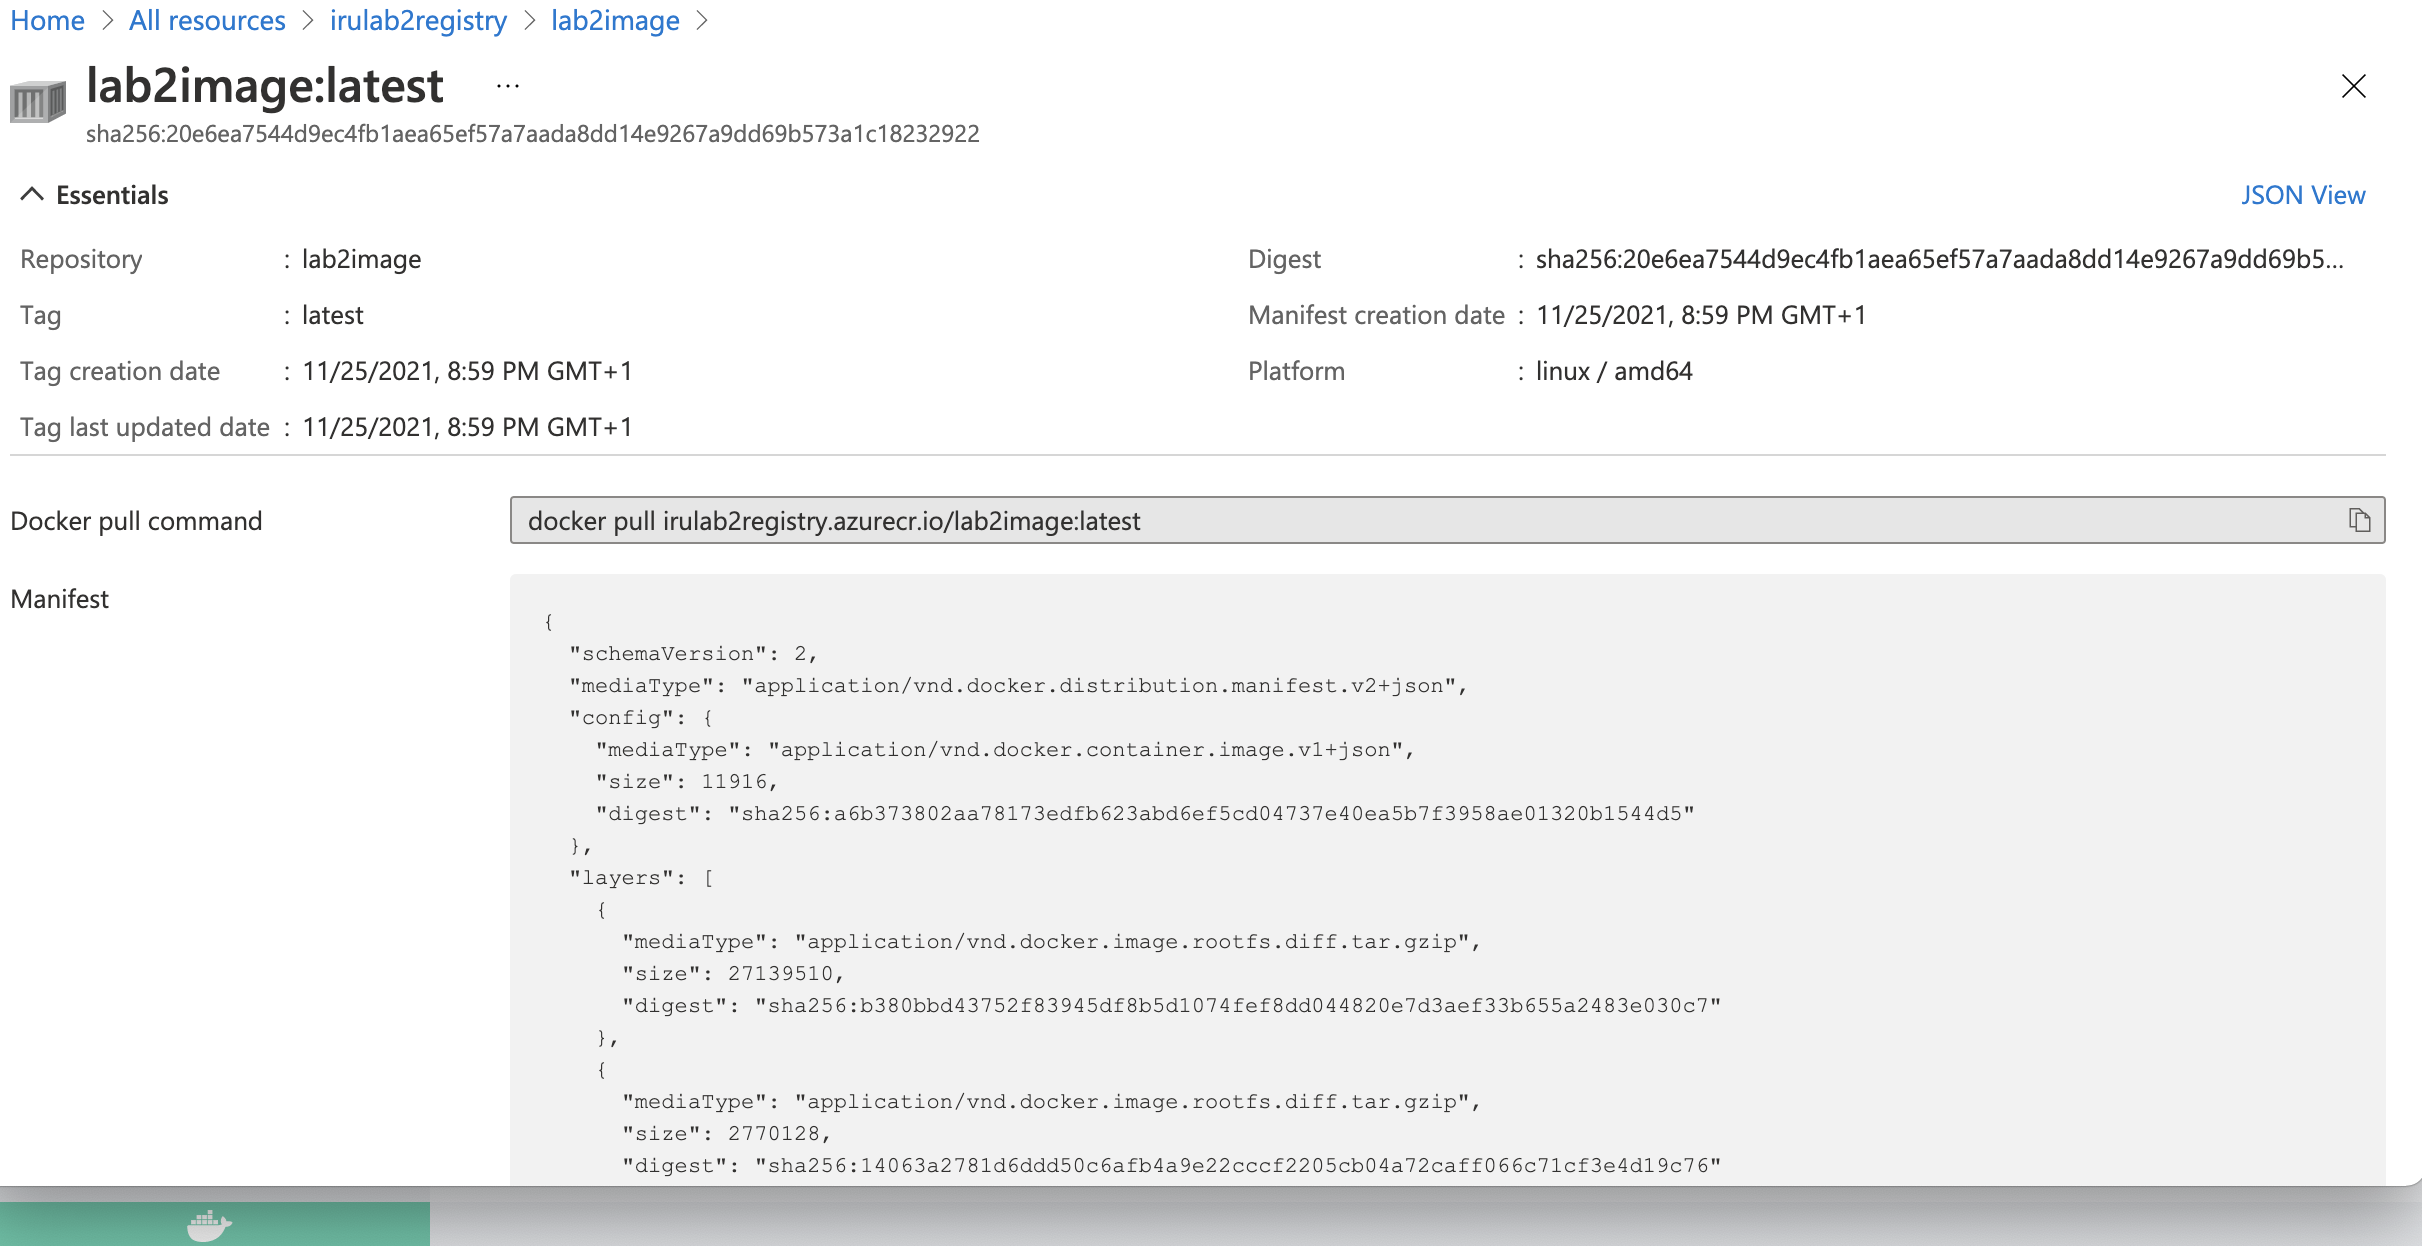 Home > All resources > irulab2registry > lab2image >
lab2image:latest ...
sha256:20e6ea7544d9ec4fb1aea65ef57a7aada8dd14e9267a9dd69b573a1c18232922
Essentials
JSON View
Repository : lab2image
Digest : sha256:20e6ea7544d9ec4fb1aea65ef57a7aada8dd14e9267a9dd69b5...
Tag : latest
Manifest creation date : 11/25/2021, 8:59 PM GMT+1
Tag creation date : 11/25/2021, 8:59 PM GMT+1
Platform : linux / amd64
Tag last updated date : 11/25/2021, 8:59 PM GMT+1
Docker pull command
docker pull irulab2registry.azurecr.io/lab2image:latest
Manifest
{
"schemaVersion": 2,
"mediaType": "application/vnd.docker.distribution.manifest.v2+json",
"config": {
"mediaType": "application/vnd.docker.container.image.v1+json",
"size": 11916,
"digest": "sha256:a6b373802aa78173edfb623abd6ef5cd04737e40ea5b7f3958ae01320b1544d5"
},
"layers": [
{
"mediaType": "application/vnd.docker.image.rootfs.diff.tar.gzip",
"size": 27139510,
"digest": "sha256:b380bbd43752f83945df8b5d1074fef8dd044820e7d3aef33b655a2483e030c7"
},
{
"mediaType": "application/vnd.docker.image.rootfs.diff.tar.gzip",
"size": 2770128,
"digest": "sha256:14063a2781d6ddd50c6afb4a9e22cccf2205cb04a72caff066c71cf3e4d19c76"